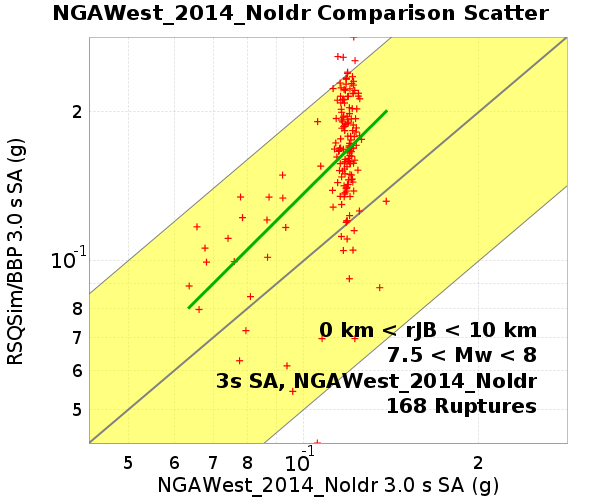 NGAWest_2014_NoIdr Comparison Scatter
RSQSim/BBP 3.0 s SA (g)
2
10-1
8
7
6
5
0 km < rJB < 10 km
7.5 < Mw < 8
3s SA, NGAWest_2014_NoIdr
168 Ruptures
5 6 7 8 10-1 2
NGAWest_2014_NoIdr 3.0 s SA (g)